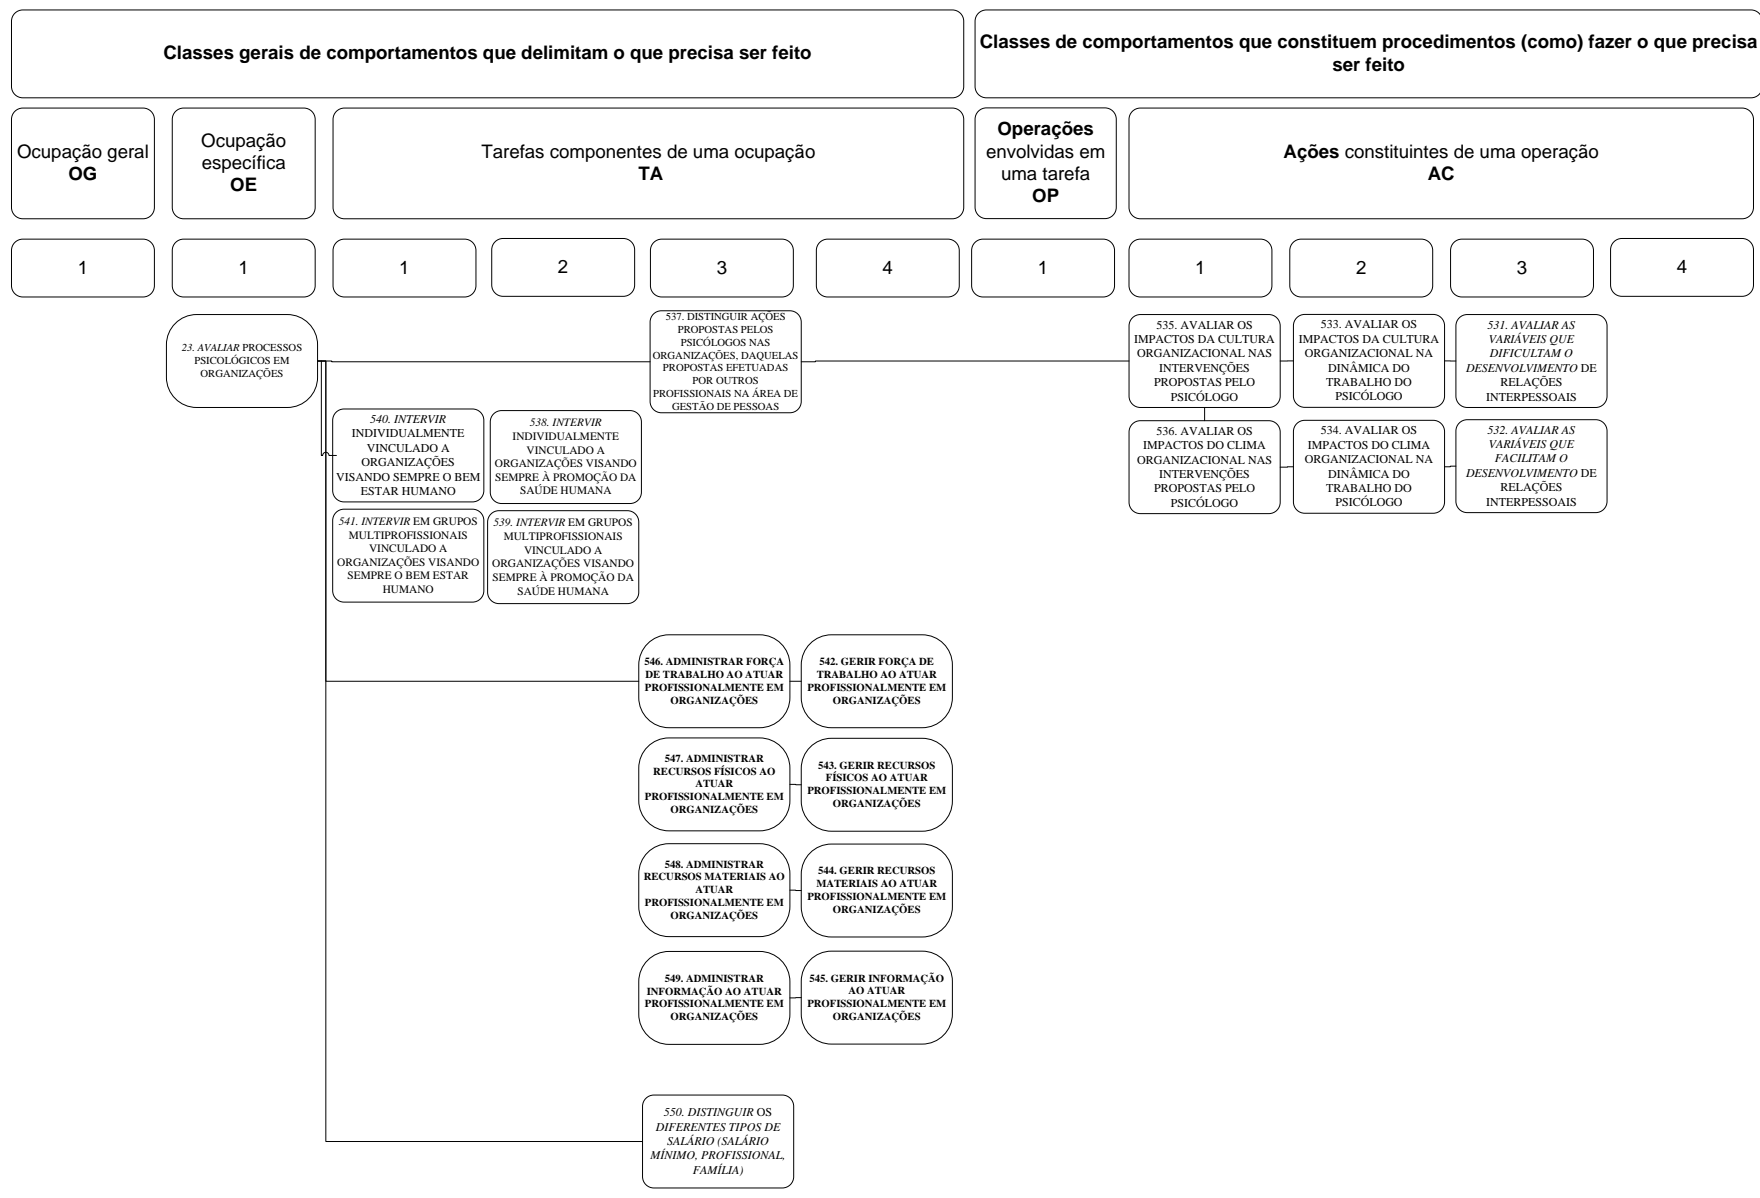 Classes gerais de comportamentos que delimitam o que precisa ser feito
Classes de comportamentos que constituem procedimentos (como) fazer o que precisa
ser feito
Ocupação geral
OG
Ocupação
específica
OE
Tarefas componentes de uma ocupação
TA
Operações
envolvidas em
uma tarefa
OP
Ações constituintes de uma operação
AC
1
1
1
2
3
4
1
1
2
3
4
23. AVALIAR PROCESSOS
PSICOLÓGICOS EM
ORGANIZAÇÕES
537. DISTINGUIR AÇÕES
PROPOSTAS PELOS
PSICÓLOGOS NAS
ORGANIZAÇÕES, DAQUELAS
PROPOSTAS EFETUADAS
POR OUTROS
PROFISSIONAIS NA ÁREA DE
GESTÃO DE PESSOAS
535. AVALIAR OS
IMPACTOS DA CULTURA
ORGANIZACIONAL NAS
INTERVENÇÕES
PROPOSTAS PELO
PSICÓLOGO
533. AVALIAR OS
IMPACTOS DA CULTURA
ORGANIZACIONAL NA
DINÂMICA DO
TRABALHO DO
PSICÓLOGO
531. AVALIAR AS
VARIÁVEIS QUE
DIFICULTAM O
DESENVOLVIMENTO DE
RELAÇÕES
INTERPESSOAIS
540. INTERVIR
INDIVIDUALMENTE
VINCULADO A
ORGANIZAÇÕES
VISANDO SEMPRE O BEM
ESTAR HUMANO
538. INTERVIR
INDIVIDUALMENTE
VINCULADO A
ORGANIZAÇÕES VISANDO
SEMPRE À PROMOÇÃO DA
SAÚDE HUMANA
536. AVALIAR OS
IMPACTOS DO CLIMA
ORGANIZACIONAL NAS
INTERVENÇÕES
PROPOSTAS PELO
PSICÓLOGO
534. AVALIAR OS
IMPACTOS DO CLIMA
ORGANIZACIONAL NA
DINÂMICA DO
TRABALHO DO
PSICÓLOGO
532. AVALIAR AS
VARIÁVEIS QUE
FACILITAM O
DESENVOLVIMENTO DE
RELAÇÕES
INTERPESSOAIS
541. INTERVIR EM GRUPOS
MULTIPROFISSIONAIS
VINCULADO A
ORGANIZAÇÕES VISANDO
SEMPRE O BEM ESTAR
HUMANO
539. INTERVIR EM GRUPOS
MULTIPROFISSIONAIS
VINCULADO A
ORGANIZAÇÕES VISANDO
SEMPRE À PROMOÇÃO DA
SAÚDE HUMANA
546. ADMINISTRAR FORÇA
DE TRABALHO AO ATUAR
PROFISSIONALMENTE EM
ORGANIZAÇÕES
542. GERIR FORÇA DE
TRABALHO AO ATUAR
PROFISSIONALMENTE EM
ORGANIZAÇÕES
547. ADMINISTRAR
RECURSOS FÍSICOS AO
ATUAR
PROFISSIONALMENTE EM
ORGANIZAÇÕES
543. GERIR RECURSOS
FÍSICOS AO ATUAR
PROFISSIONALMENTE EM
ORGANIZAÇÕES
548. ADMINISTRAR
RECURSOS MATERIAIS AO
ATUAR
PROFISSIONALMENTE EM
ORGANIZAÇÕES
544. GERIR RECURSOS
MATERIAIS AO ATUAR
PROFISSIONALMENTE EM
ORGANIZAÇÕES
549. ADMINISTRAR
INFORMAÇÃO AO ATUAR
PROFISSIONALMENTE EM
ORGANIZAÇÕES
545. GERIR INFORMAÇÃO
AO ATUAR
PROFISSIONALMENTE EM
ORGANIZAÇÕES
550. DISTINGUIR OS
DIFERENTES TIPOS DE
SALÁRIO (SALÁRIO
MÍNIMO, PROFISSIONAL,
FAMÍLIA)